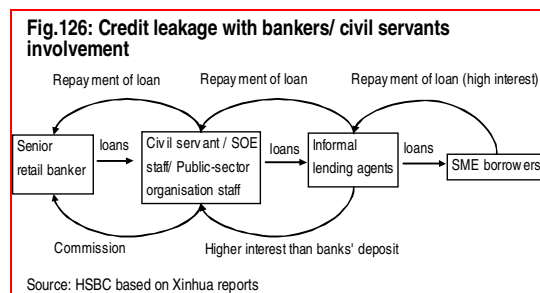 Fig.126: Credit leakage with bankers/ civil servants
involvement
Repayment of loan
Repayment of loan
Repayment of loan (high interest)
Senior
retail banker
loans
Civil servant / SOE
staff/ Public-sector
organisation staff
loans
Informal
lending agents
loans
SME borrowers
Commission
Higher interest than banks' deposit
Source: HSBC based on Xinhua reports